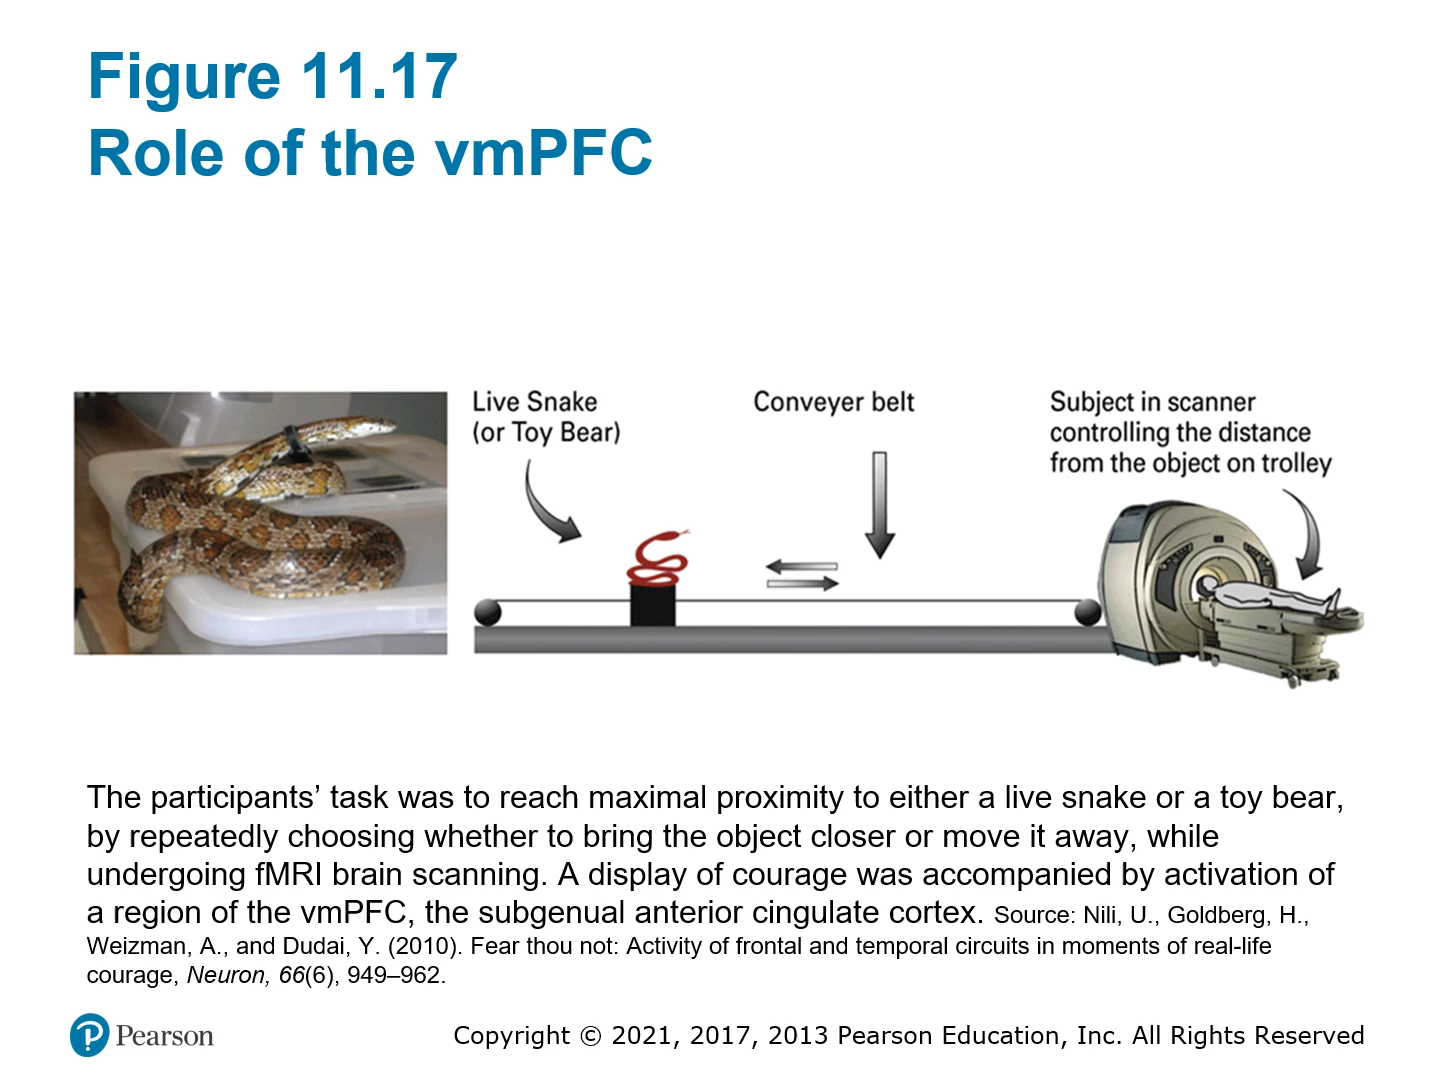 Figure 11.17
Role of the vmPFC
Live Snake
(or Toy Bear)
Conveyer belt
Subject in scanner
controlling the distance
from the object on trolley
The participants’ task was to reach maximal proximity to either a live snake or a toy bear,
by repeatedly choosing whether to bring the object closer or move it away, while
undergoing fMRI brain scanning. A display of courage was accompanied by activation of
a region of the vmPFC, the subgenual anterior cingulate cortex. Source: Nili, U., Goldberg, H.,
Weizman, A., and Dudai, Y. (2010). Fear thou not: Activity of frontal and temporal circuits in moments of real-life
courage, Neuron, 66(6), 949–962.
P Pearson
Copyright © 2021, 2017, 2013 Pearson Education, Inc. All Rights Reserved